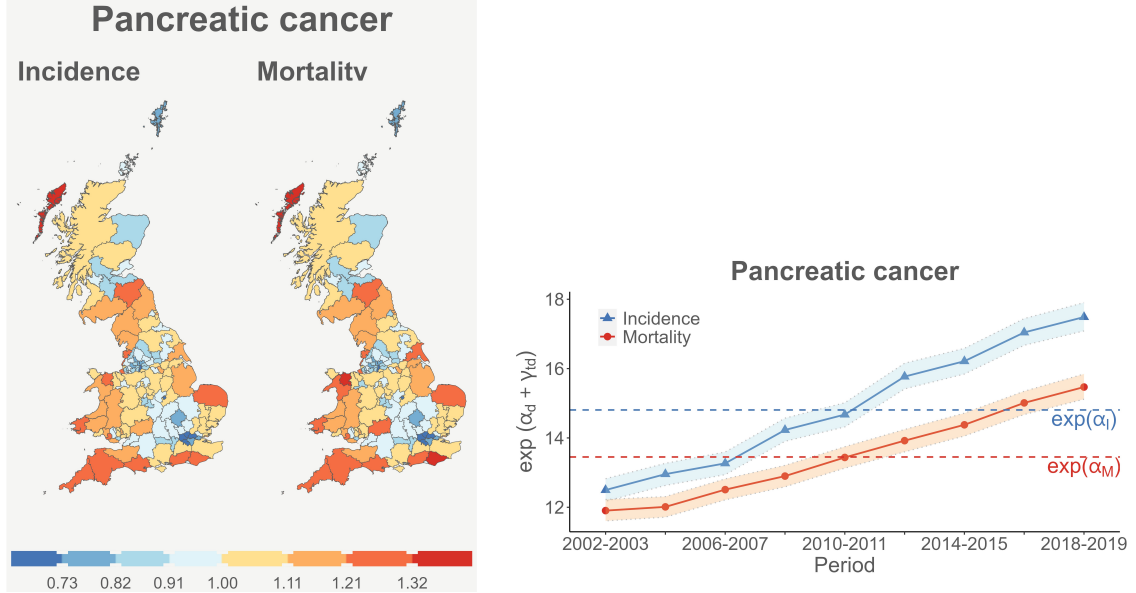 Pancreatic cancer
Incidence
Mortality
0.73 0.82 0.91 1.00 1.11 1.21 1.32
Pancreatic cancer
Incidence
Mortality
18
16
14
12
exp (αd + γtd)
exp(αI)
exp(αM)
2002-2003 2006-2007 2010-2011 2014-2015 2018-2019
Period